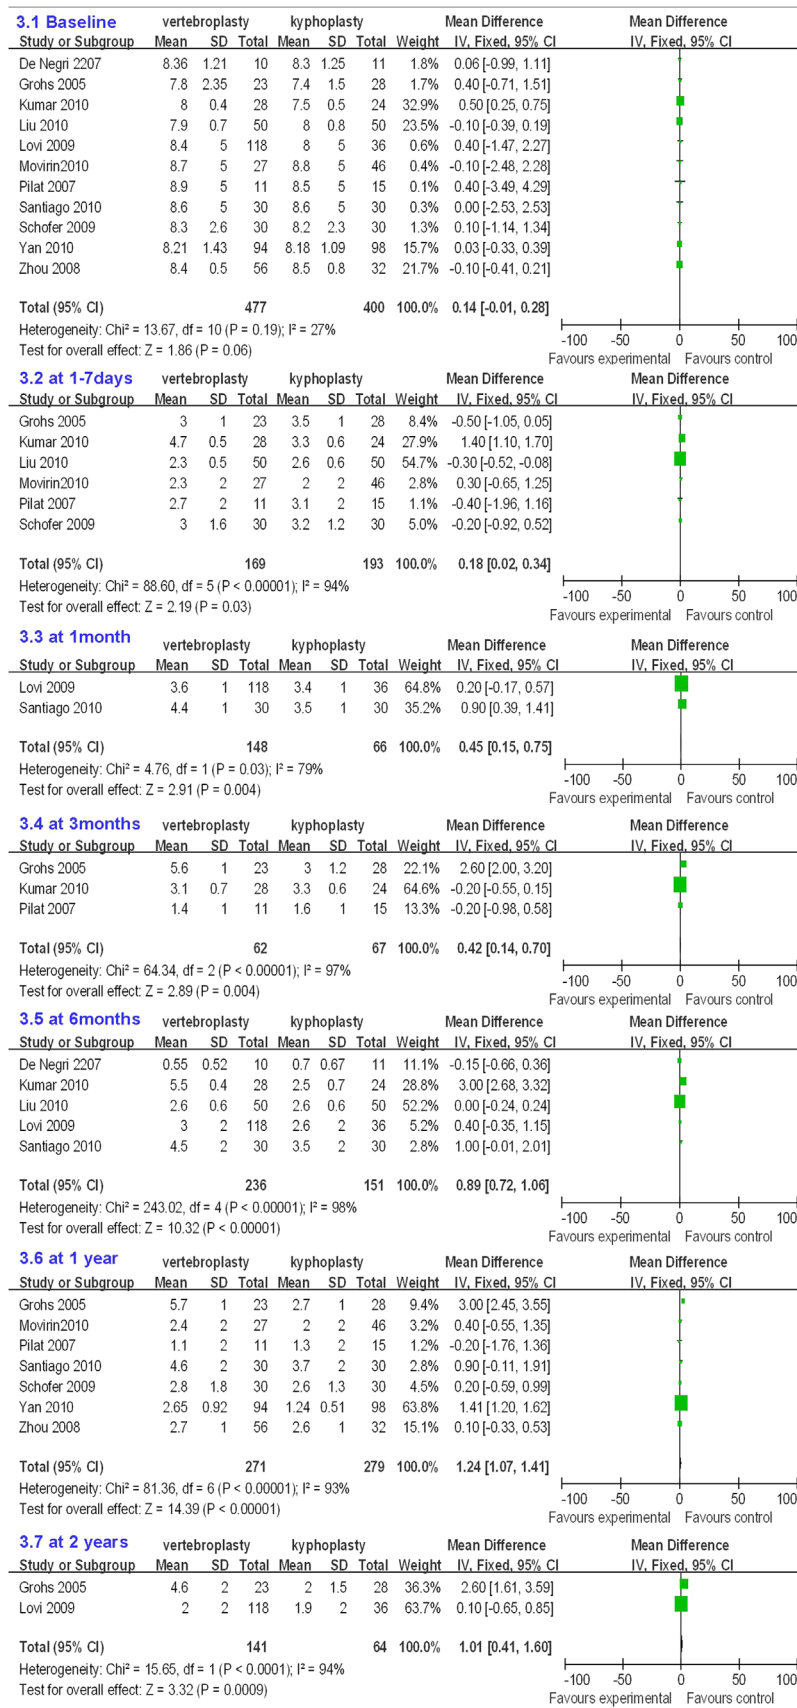 3.1 Baseline vertebroplasty kyphoplasty Mean Difference Mean Difference
Study or Subgroup Mean SD Total Mean SD Total Weight IV, Fixed, 95% CI IV, Fixed, 95% CI
De Negri 2207 8.36 1.21 10 8.3 1.25 11 1.8% 0.06 [-0.99, 1.11]
Grohs 2005 7.8 2.35 23 7.4 1.5 28 1.7% 0.40 [-0.71, 1.51]
Kumar 2010 8 0.4 28 7.5 0.5 24 32.9% 0.50 [0.25, 0.75]
Liu 2010 7.9 0.7 50 8 0.8 50 23.5% -0.10 [-0.39, 0.19]
Lovi 2009 8.4 5 118 8 5 36 0.6% 0.40 [-1.47, 2.27]
Movirin2010 8.7 5 27 8.8 5 46 0.4% -0.10 [-2.48, 2.28]
Pilat 2007 8.9 5 11 8.5 5 15 0.1% 0.40 [-3.49, 4.29]
Santiago 2010 8.6 5 30 8.6 5 30 0.3% 0.00 [-2.53, 2.53]
Schofer 2009 8.3 2.6 30 8.2 2.3 30 1.3% 0.10 [-1.14, 1.34]
Yan 2010 8.21 1.43 94 8.18 1.09 98 15.7% 0.03 [-0.33, 0.39]
Zhou 2008 8.4 0.5 56 8.5 0.8 32 21.7% -0.10 [-0.41, 0.21]
Total (95% CI) 477 400 100.0% 0.14 [-0.01, 0.28]
Heterogeneity: Chi² = 13.67, df = 10 (P = 0.19); I² = 27%
Test for overall effect: Z = 1.86 (P = 0.06)
-100 -50 0 50 100
Favours experimental Favours control
3.2 at 1-7days vertebroplasty kyphoplasty Mean Difference Mean Difference
Study or Subgroup Mean SD Total Mean SD Total Weight IV, Fixed, 95% CI IV, Fixed, 95% CI
Grohs 2005 3 1 23 3.5 1 28 8.4% -0.50 [-1.05, 0.05]
Kumar 2010 4.7 0.5 28 3.3 0.6 24 27.9% 1.40 [1.10, 1.70]
Liu 2010 2.3 0.5 50 2.6 0.6 50 54.7% -0.30 [-0.52, -0.08]
Movirin2010 2.3 2 27 2 2 46 2.8% 0.30 [-0.65, 1.25]
Pilat 2007 2.7 2 11 3.1 2 15 1.1% -0.40 [-1.96, 1.16]
Schofer 2009 3 1.6 30 3.2 1.2 30 5.0% -0.20 [-0.92, 0.52]
Total (95% CI) 169 193 100.0% 0.18 [0.02, 0.34]
Heterogeneity: Chi² = 88.60, df = 5 (P < 0.00001); I² = 94%
Test for overall effect: Z = 2.19 (P = 0.03)
-100 -50 0 50 100
Favours experimental Favours control
3.3 at 1month vertebroplasty kyphoplasty Mean Difference Mean Difference
Study or Subgroup Mean SD Total Mean SD Total Weight IV, Fixed, 95% CI IV, Fixed, 95% CI
Lovi 2009 3.6 1 118 3.4 1 36 64.8% 0.20 [-0.17, 0.57]
Santiago 2010 4.4 1 30 3.5 1 30 35.2% 0.90 [0.39, 1.41]
Total (95% CI) 148 66 100.0% 0.45 [0.15, 0.75]
Heterogeneity: Chi² = 4.76, df = 1 (P = 0.03); I² = 79%
Test for overall effect: Z = 2.91 (P = 0.004)
-100 -50 0 50 100
Favours experimental Favours control
3.4 at 3months vertebroplasty kyphoplasty Mean Difference Mean Difference
Study or Subgroup Mean SD Total Mean SD Total Weight IV, Fixed, 95% CI IV, Fixed, 95% CI
Grohs 2005 5.6 1 23 3 1.2 28 22.1% 2.60 [2.00, 3.20]
Kumar 2010 3.1 0.7 28 3.3 0.6 24 64.6% -0.20 [-0.55, 0.15]
Pilat 2007 1.4 1 11 1.6 1 15 13.3% -0.20 [-0.98, 0.58]
Total (95% CI) 62 67 100.0% 0.42 [0.14, 0.70]
Heterogeneity: Chi² = 64.34, df = 2 (P < 0.00001); I² = 97%
Test for overall effect: Z = 2.89 (P = 0.004)
-100 -50 0 50 100
Favours experimental Favours control
3.5 at 6months vertebroplasty kyphoplasty Mean Difference Mean Difference
Study or Subgroup Mean SD Total Mean SD Total Weight IV, Fixed, 95% CI IV, Fixed, 95% CI
De Negri 2207 0.55 0.52 10 0.7 0.67 11 11.1% -0.15 [-0.66, 0.36]
Kumar 2010 5.5 0.4 28 2.5 0.7 24 28.8% 3.00 [2.68, 3.32]
Liu 2010 2.6 0.6 50 2.6 0.6 50 52.2% 0.00 [-0.24, 0.24]
Lovi 2009 3 2 118 2.6 2 36 5.2% 0.40 [-0.35, 1.15]
Santiago 2010 4.5 2 30 3.5 2 30 2.8% 1.00 [-0.01, 2.01]
Total (95% CI) 236 151 100.0% 0.89 [0.72, 1.06]
Heterogeneity: Chi² = 243.02, df = 4 (P < 0.00001); I² = 98%
Test for overall effect: Z = 10.32 (P < 0.00001)
-100 -50 0 50 100
Favours experimental Favours control
3.6 at 1 year vertebroplasty kyphoplasty Mean Difference Mean Difference
Study or Subgroup Mean SD Total Mean SD Total Weight IV, Fixed, 95% CI IV, Fixed, 95% CI
Grohs 2005 5.7 1 23 2.7 1 28 9.4% 3.00 [2.45, 3.55]
Movirin2010 2.4 2 27 2 2 46 3.2% 0.40 [-0.55, 1.35]
Pilat 2007 1.1 2 11 1.3 2 15 1.2% -0.20 [-1.76, 1.36]
Santiago 2010 4.6 2 30 3.7 2 30 2.8% 0.90 [-0.11, 1.91]
Schofer 2009 2.8 1.8 30 2.6 1.3 30 4.5% 0.20 [-0.59, 0.99]
Yan 2010 2.65 0.92 94 1.24 0.51 98 63.8% 1.41 [1.20, 1.62]
Zhou 2008 2.7 1 56 2.6 1 32 15.1% 0.10 [-0.33, 0.53]
Total (95% CI) 271 279 100.0% 1.24 [1.07, 1.41]
Heterogeneity: Chi² = 81.36, df = 6 (P < 0.00001); I² = 93%
Test for overall effect: Z = 14.39 (P < 0.00001)
-100 -50 0 50 100
Favours experimental Favours control
3.7 at 2 years vertebroplasty kyphoplasty Mean Difference Mean Difference
Study or Subgroup Mean SD Total Mean SD Total Weight IV, Fixed, 95% CI IV, Fixed, 95% CI
Grohs 2005 4.6 2 23 2 1.5 28 36.3% 2.60 [1.61, 3.59]
Lovi 2009 2 2 118 1.9 2 36 63.7% 0.10 [-0.65, 0.85]
Total (95% CI) 141 64 100.0% 1.01 [0.41, 1.60]
Heterogeneity: Chi² = 15.65, df = 1 (P < 0.0001); I² = 94%
Test for overall effect: Z = 3.32 (P = 0.0009)
-100 -50 0 50 100
Favours experimental Favours control